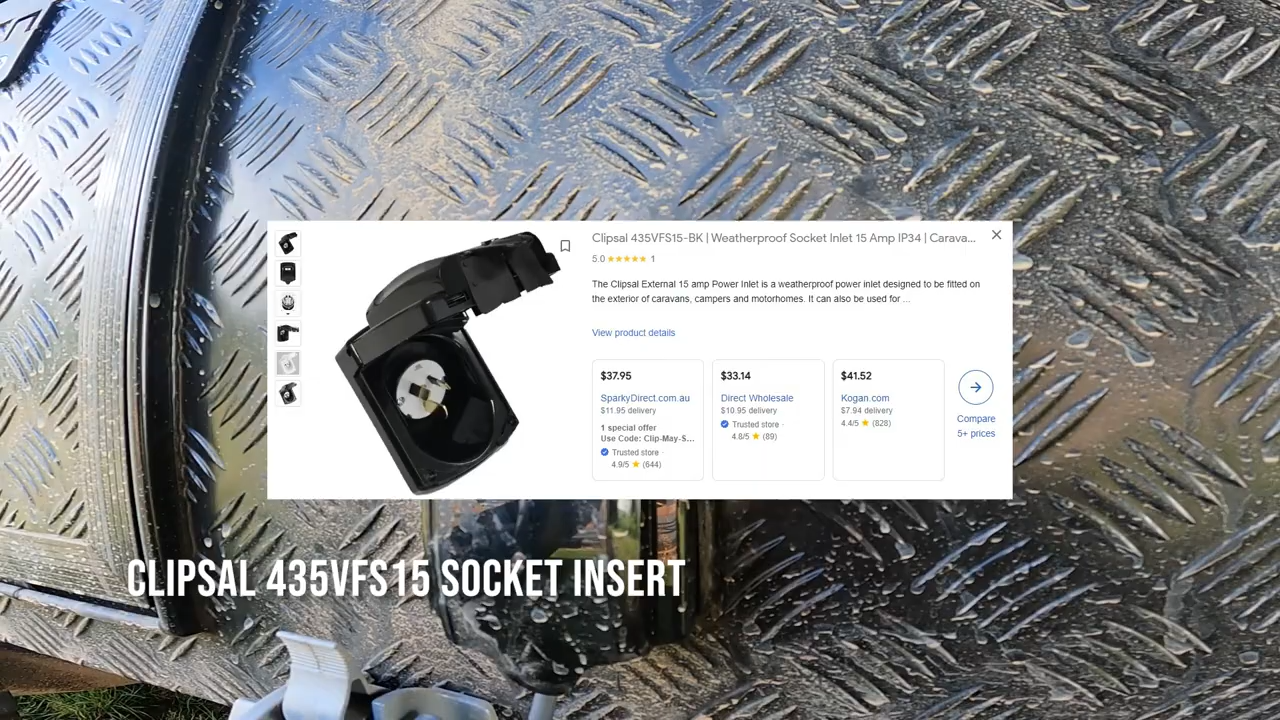 Clipsal 435VFS15-BK | Weatherproof Socket Inlet 15 Amp IP34 | Carava...
5.0 ★★★★★ 1
The Clipsal External 15 amp Power Inlet is a weatherproof power inlet designed to be fitted on
the exterior of caravans, campers and motorhomes. It can also be used for ...
View product details
$37.95
SparkyDirect.com.au
$11.95 delivery
1 special offer
Use Code: Clip-May-S...
Trusted store ·
4.9/5 ★ (644)
$33.14
Direct Wholesale
$10.95 delivery
Trusted store ·
4.8/5 ★ (89)
$41.52
Kogan.com
$7.94 delivery
4.4/5 ★ (828)
Compare
5+ prices
CLIPSAL 435VFS15 SOCKET INSERT